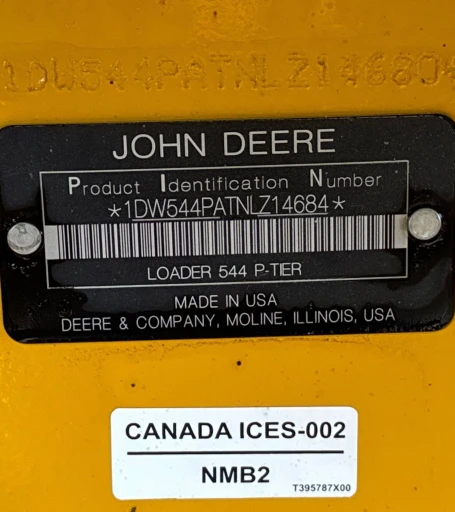 1DW544PATNLZ14680*
JOHN DEERE
Product Identification Number
*1DW544PATNLZ14684*
LOADER 544 P-TIER
MADE IN USA
DEERE & COMPANY, MOLINE, ILLINOIS, USA
CANADA ICES-002
NMB2
T395787X00